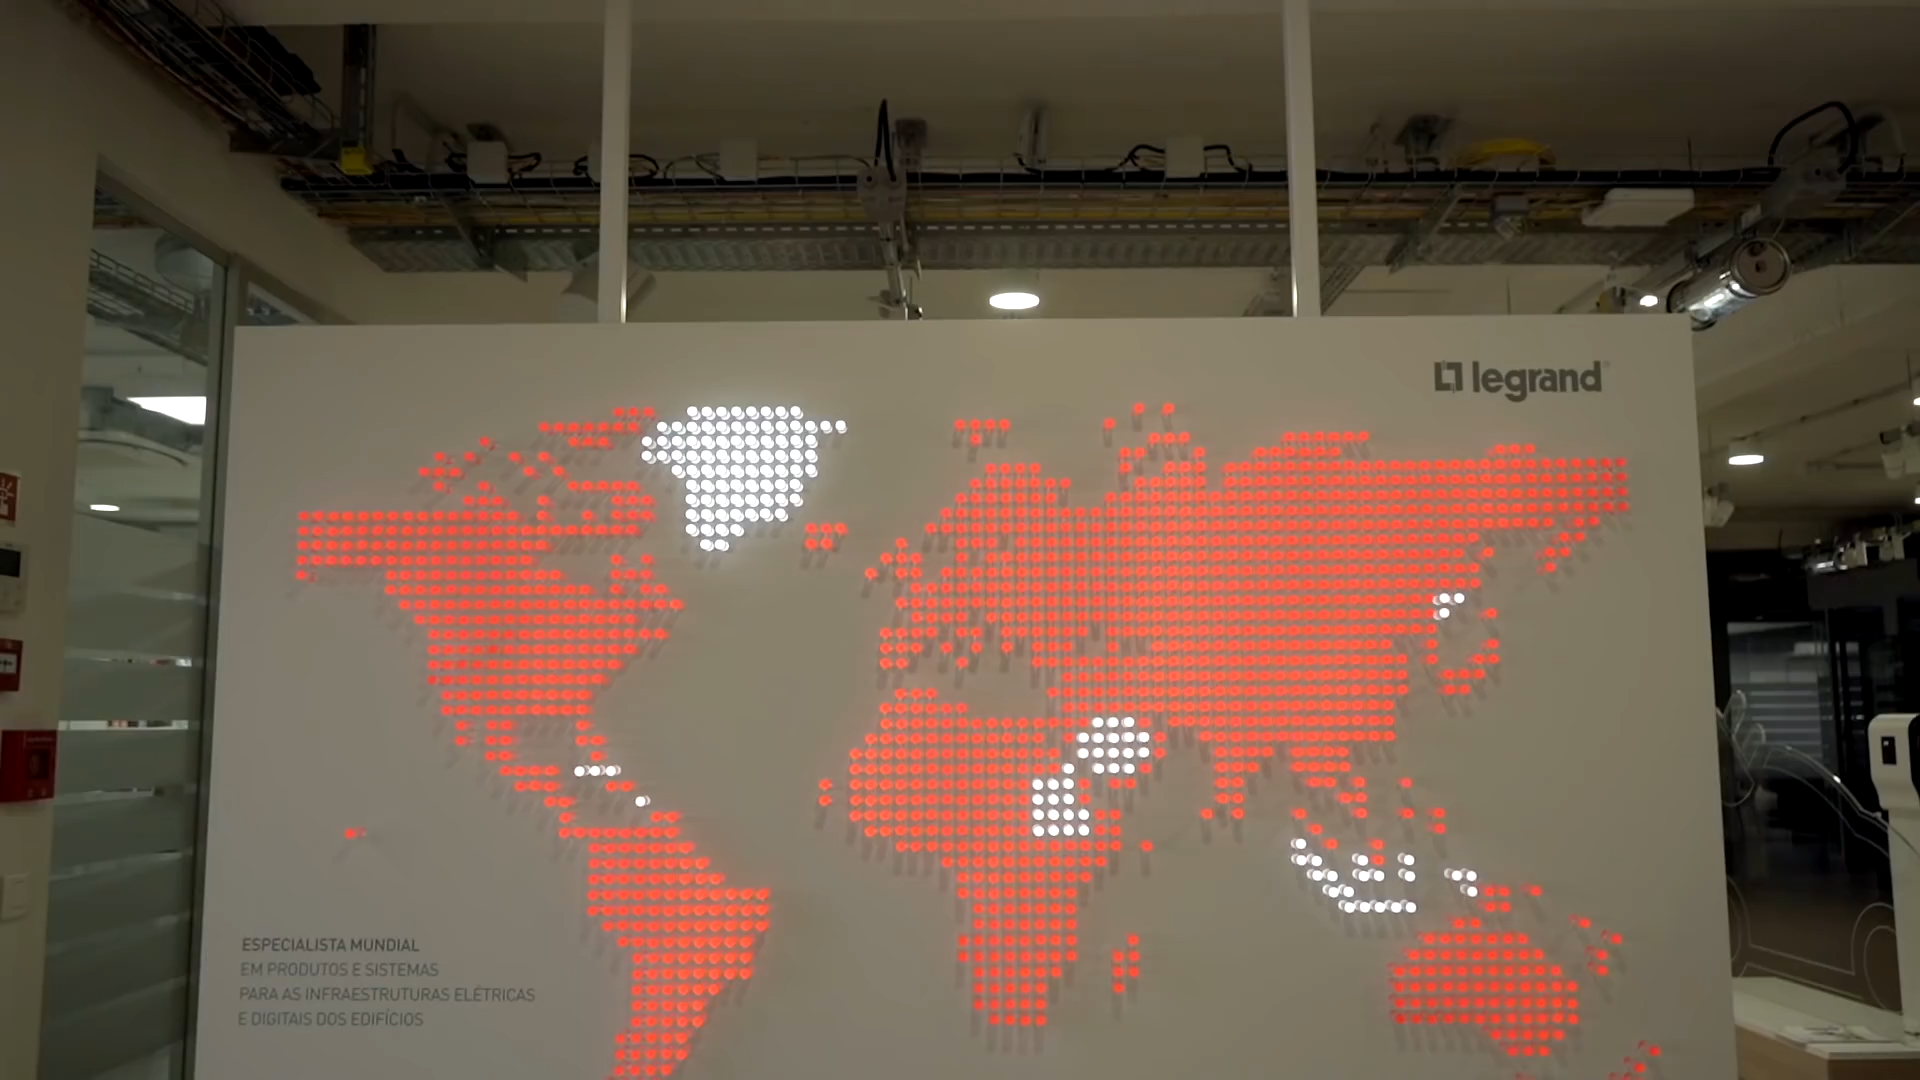 legrand
ESPECIALISTA MUNDIAL
EM PRODUTOS E SISTEMAS
PARA AS INFRAESTRUTURAS ELÉTRICAS
E DIGITAIS DOS EDIFÍCIOS